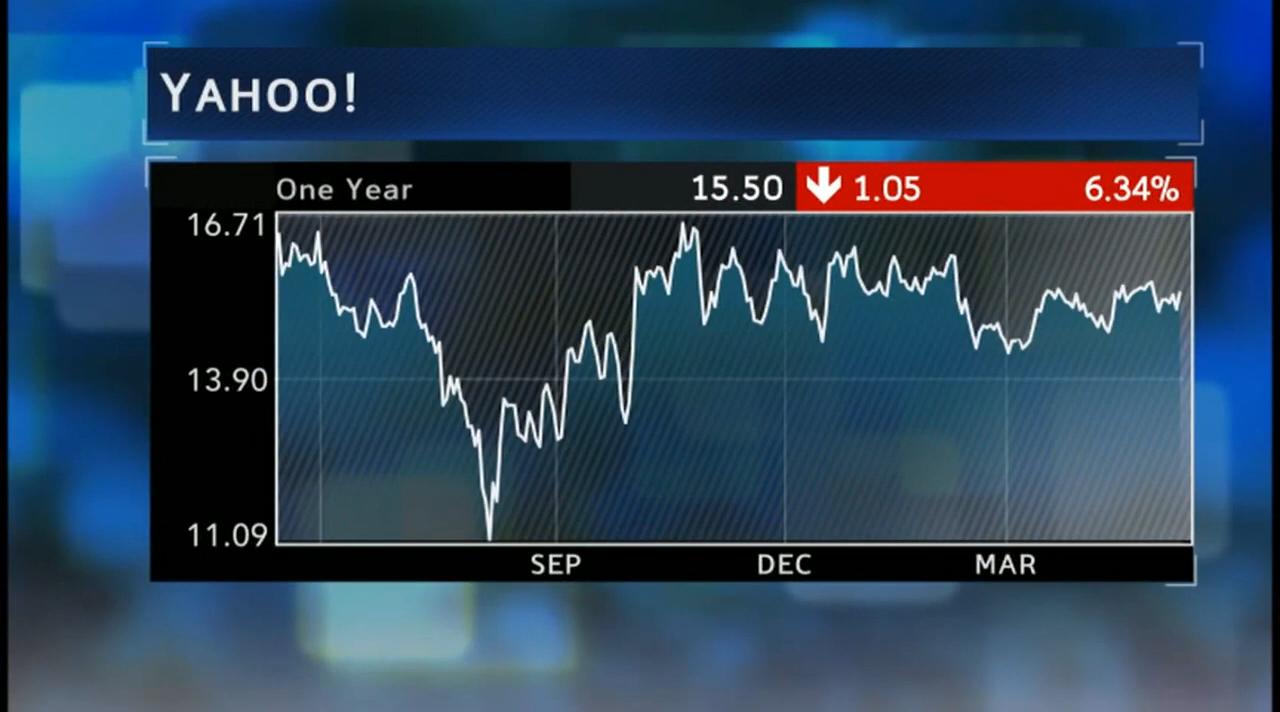 YAHOO!
One Year 15.50 1.05 6.34%
16.71
13.90
11.09
SEP DEC MAR